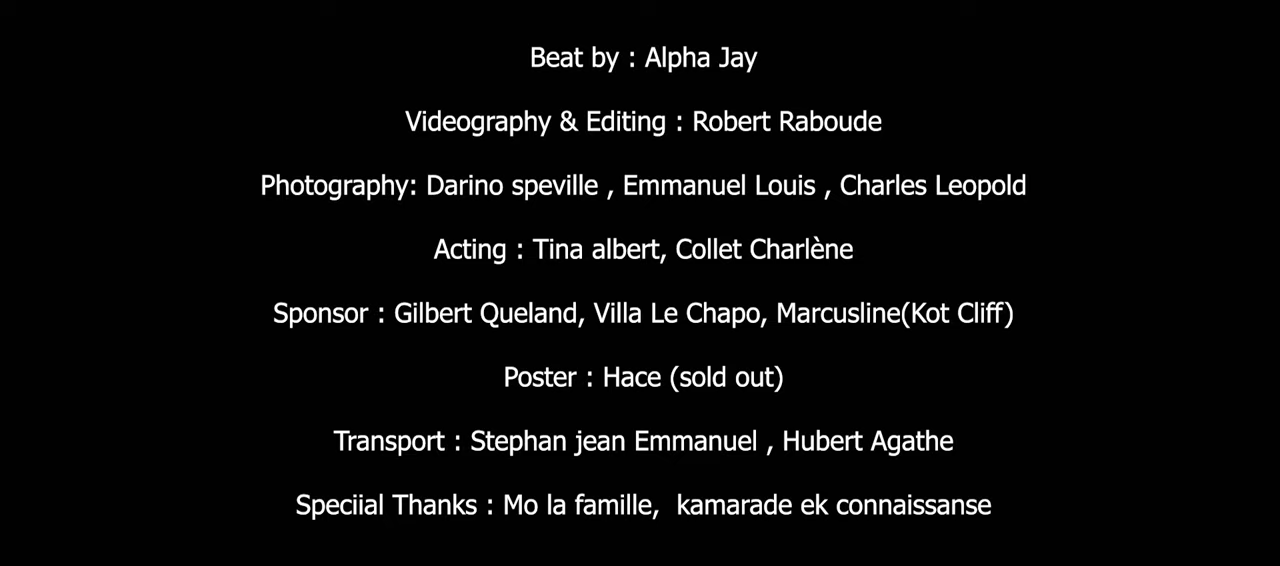 Beat by : Alpha Jay
Videography & Editing : Robert Raboude
Photography: Darino speville , Emmanuel Louis , Charles Leopold
Acting : Tina albert, Collet Charlène
Sponsor : Gilbert Queland, Villa Le Chapo, Marcusline(Kot Cliff)
Poster : Hace (sold out)
Transport : Stephan jean Emmanuel , Hubert Agathe
Speciial Thanks : Mo la famille,  kamarade ek connaissanse